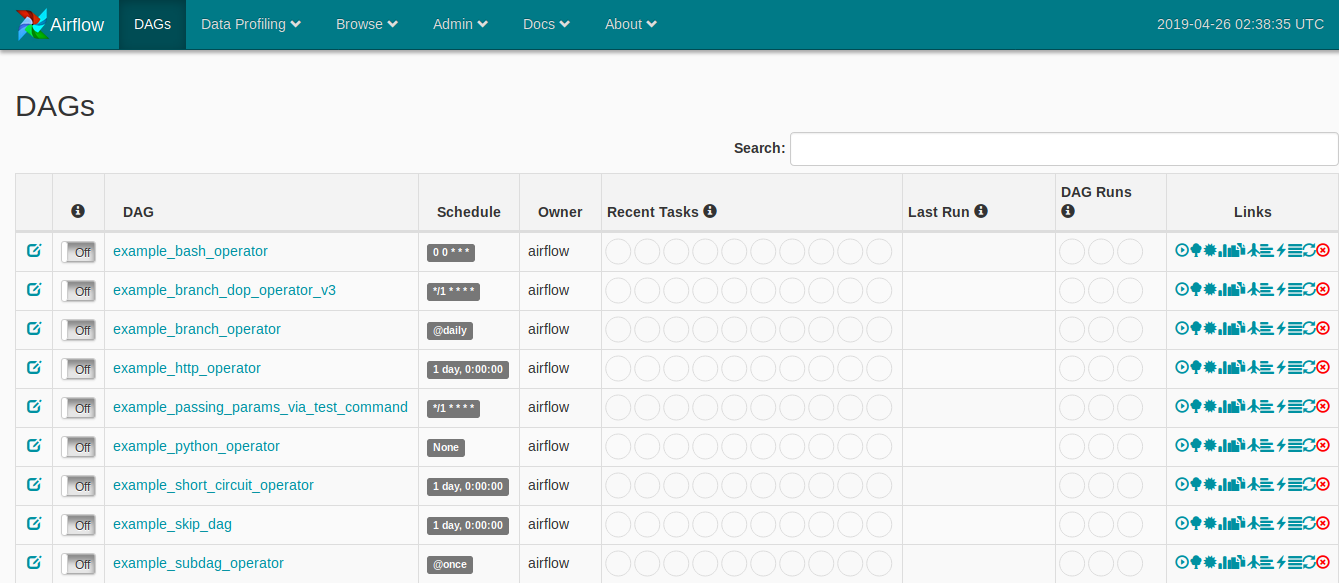 Airflow DAGs Data Profiling Browse Admin Docs About 2019-04-26 02:38:35 UTC
DAGs
Search:
DAG Schedule Owner Recent Tasks Last Run DAG Runs Links
Off example_bash_operator 0 0 * * * airflow
Off example_branch_dop_operator_v3 */1 * * * * airflow
Off example_branch_operator @daily airflow
Off example_http_operator 1 day, 0:00:00 airflow
Off example_passing_params_via_test_command */1 * * * * airflow
Off example_python_operator None airflow
Off example_short_circuit_operator 1 day, 0:00:00 airflow
Off example_skip_dag 1 day, 0:00:00 airflow
Off example_subdag_operator @once airflow